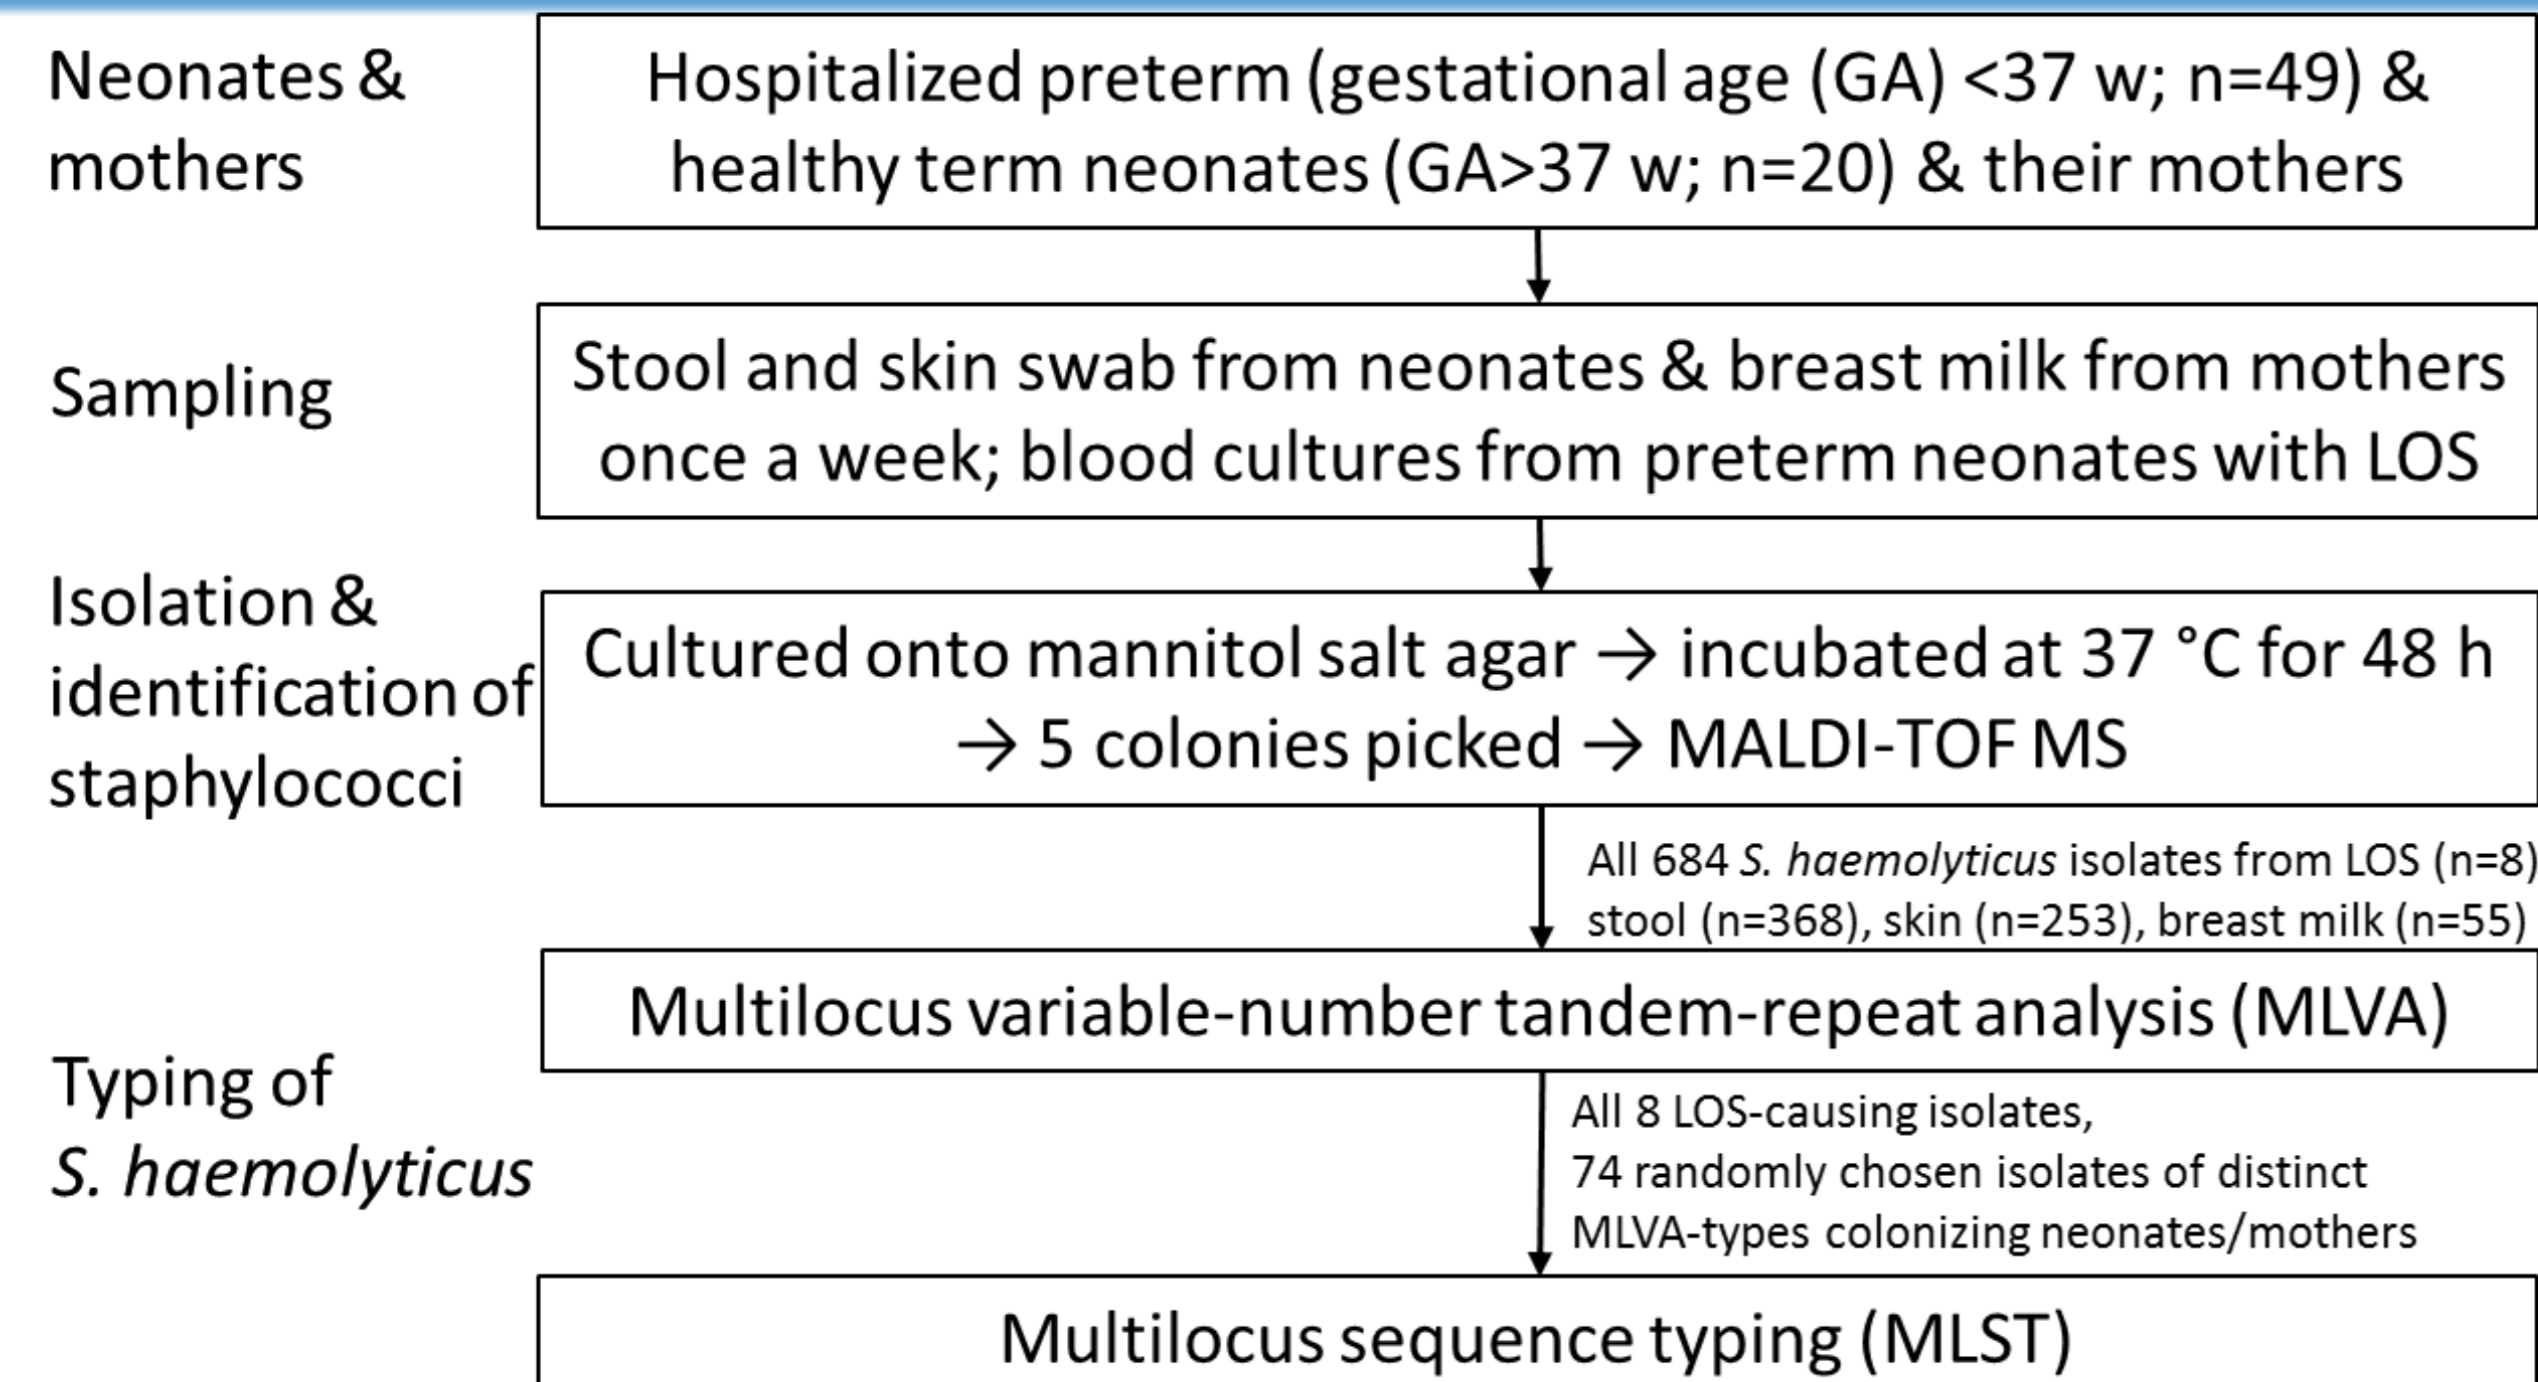 Neonates &
mothers
Hospitalized preterm (gestational age (GA) <37 w; n=49) &
healthy term neonates (GA>37 w; n=20) & their mothers
Sampling
Stool and skin swab from neonates & breast milk from mothers
once a week; blood cultures from preterm neonates with LOS
Isolation &
identification of
staphylococci
Cultured onto mannitol salt agar → incubated at 37 °C for 48 h
→ 5 colonies picked → MALDI-TOF MS
All 684 S. haemolyticus isolates from LOS (n=8)
stool (n=368), skin (n=253), breast milk (n=55)
Typing of
S. haemolyticus
Multilocus variable-number tandem-repeat analysis (MLVA)
All 8 LOS-causing isolates,
74 randomly chosen isolates of distinct
MLVA-types colonizing neonates/mothers
Multilocus sequence typing (MLST)